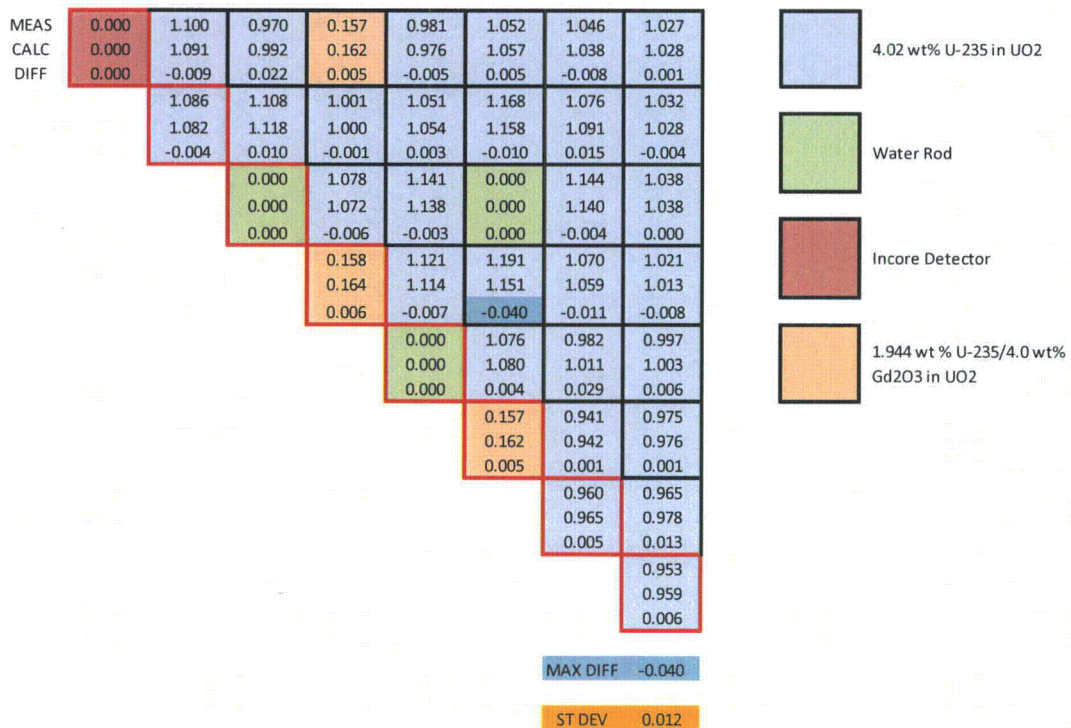 MEAS 0.000 1.100 0.970 0.157 0.981 1.052 1.046 1.027
CALC 0.000 1.091 0.992 0.162 0.976 1.057 1.038 1.028
DIFF 0.000 -0.009 0.022 0.005 -0.005 0.005 -0.008 0.001
1.086 1.108 1.001 1.051 1.168 1.076 1.032
1.082 1.118 1.000 1.054 1.158 1.091 1.028
-0.004 0.010 -0.001 0.003 -0.010 0.015 -0.004
0.000 1.078 1.141 0.000 1.144 1.038
0.000 1.072 1.138 0.000 1.140 1.038
0.000 -0.006 -0.003 0.000 -0.004 0.000
0.158 1.121 1.191 1.070 1.021
0.164 1.114 1.151 1.059 1.013
0.006 -0.007 -0.040 -0.011 -0.008
0.000 1.076 0.982 0.997
0.000 1.080 1.011 1.003
0.000 0.004 0.029 0.006
0.157 0.941 0.975
0.162 0.942 0.976
0.005 0.001 0.001
0.960 0.965
0.965 0.978
0.005 0.013
0.953
0.959
0.006
MAX DIFF -0.040
ST DEV 0.012
4.02 wt% U-235 in UO2
Water Rod
Incore Detector
1.944 wt % U-235/4.0 wt%
Gd2O3 in UO2